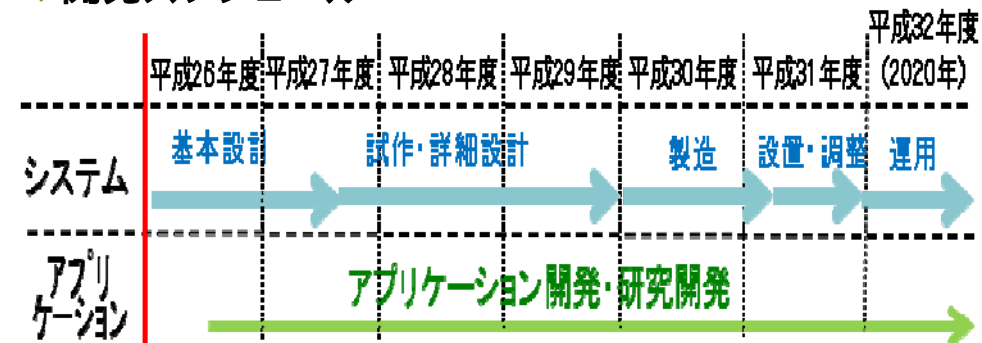 平成26年度 平成27年度 平成28年度 平成29年度 平成30年度 平成31年度 平成32年度
(2020年)
システム
基本設計 試作・詳細設計 製造 設置・調整 運用
アプリ
ケーション
アプリケーション開発・研究開発